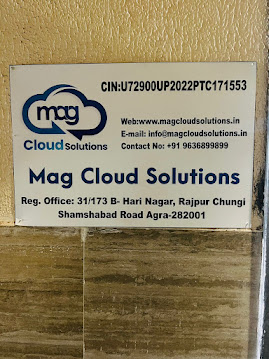 CIN:U72900UP2022PTC171553
mag
Cloud Solutions
Web:www.magcloudsolutions.in
E-mail: info@magcloudsolutions.in
Contact No: +91 9636899899
Mag Cloud Solutions
Reg. Office: 31/173 B- Hari Nagar, Rajpur Chungi
Shamshabad Road Agra-282001